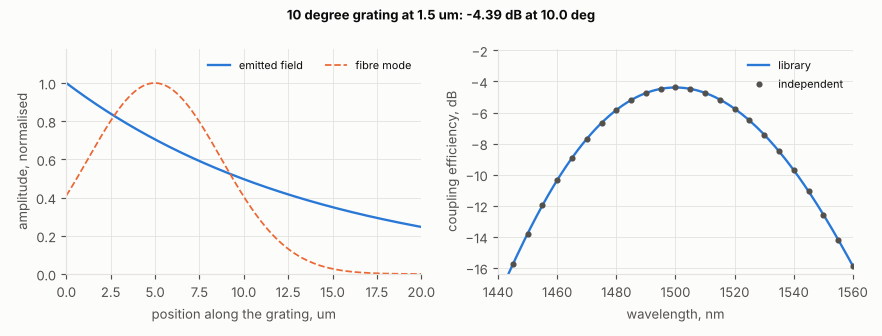 10 degree grating at 1.5 um: -4.39 dB at 10.0 deg
emitted field
fibre mode
amplitude, normalised
1.0
0.8
0.6
0.4
0.2
0.0
0.0 2.5 5.0 7.5 10.0 12.5 15.0 17.5 20.0
position along the grating, um
library
independent
coupling efficiency, dB
−2
−4
−6
−8
−10
−12
−14
−16
1440 1460 1480 1500 1520 1540 1560
wavelength, nm